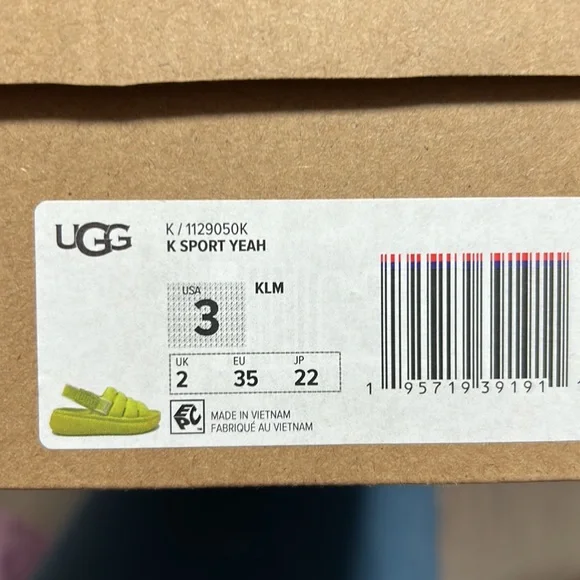 UGG
K / 1129050K
K SPORT YEAH
USA
3
KLM
UK EU JP
2 35 22
EPC™
MADE IN VIETNAM
FABRIQUÉ AU VIETNAM
1 95719 39191